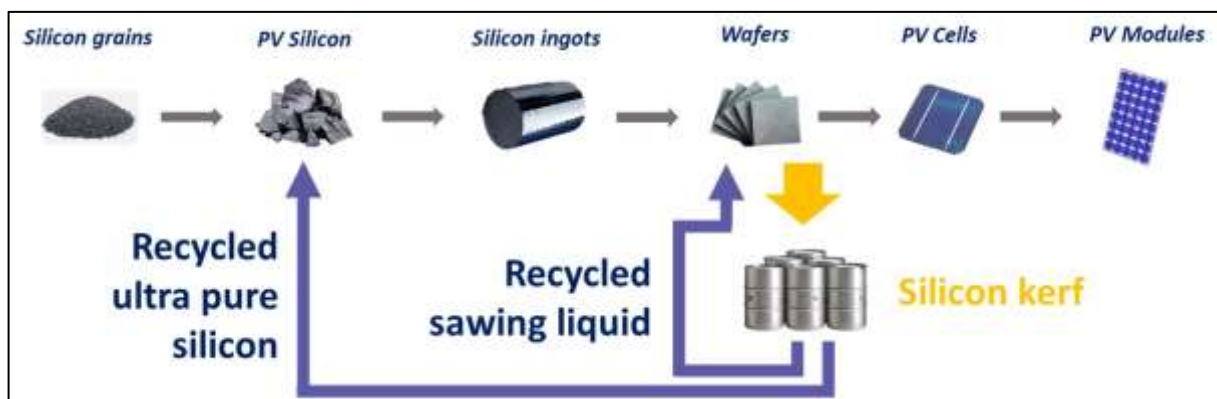 Silicon grains
PV Silicon
Silicon ingots
Wafers
PV Cells
PV Modules
Recycled
ultra pure
silicon
Recycled
sawing liquid
Silicon kerf